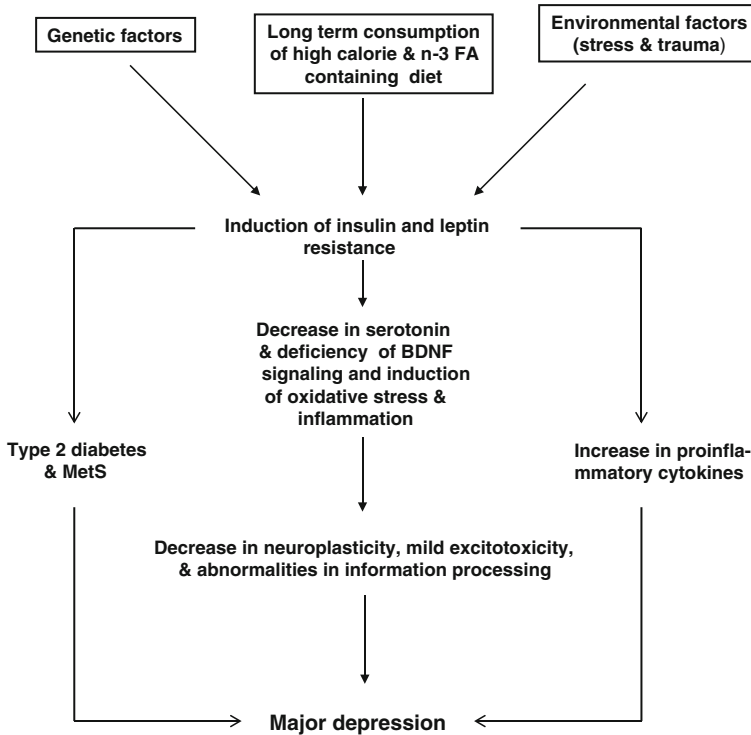 Genetic factors
Long term consumption
of high calorie & n-3 FA
containing diet
Environmental factors
(stress & trauma)
Induction of insulin and leptin
resistance
Decrease in serotonin
& deficiency of BDNF
signaling and induction
of oxidative stress &
inflammation
Type 2 diabetes
& MetS
Increase in proinfla-
mmatory cytokines
Decrease in neuroplasticity, mild excitotoxicity,
& abnormalities in information processing
Major depression